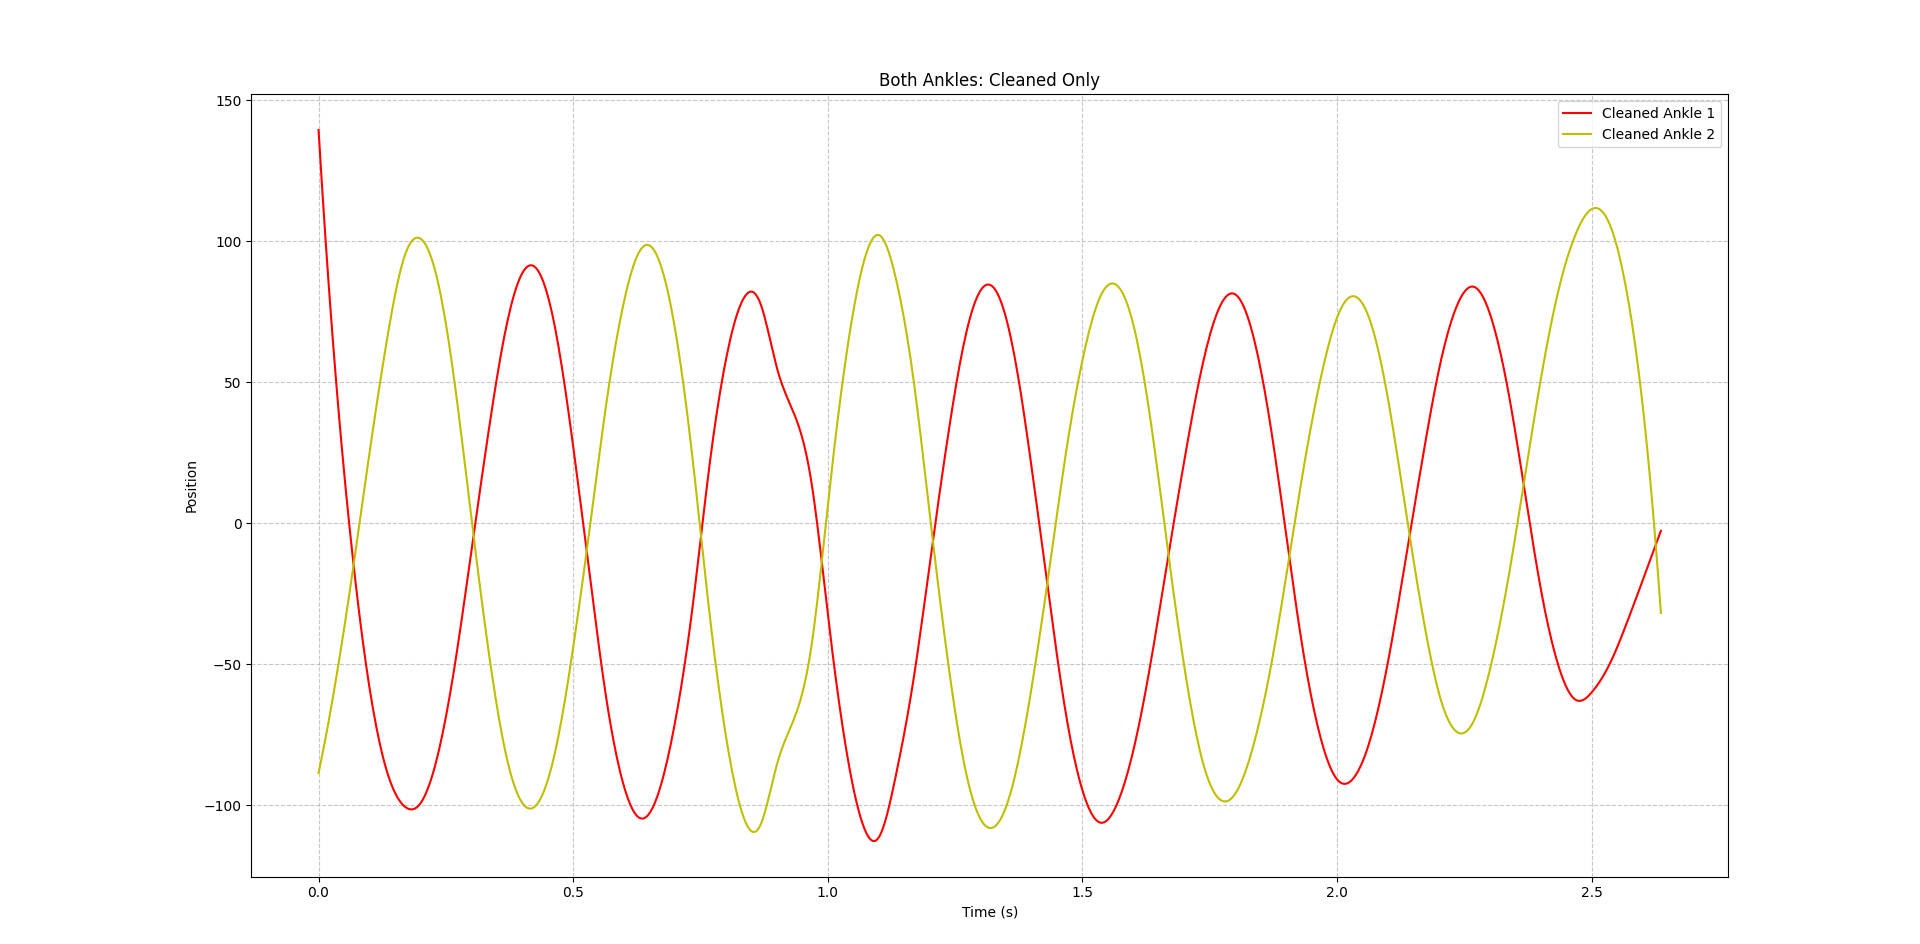 Both Ankles: Cleaned Only
150
100
50
0
−50
−100
Position
Cleaned Ankle 1
Cleaned Ankle 2
0.0 0.5 1.0 1.5 2.0 2.5
Time (s)